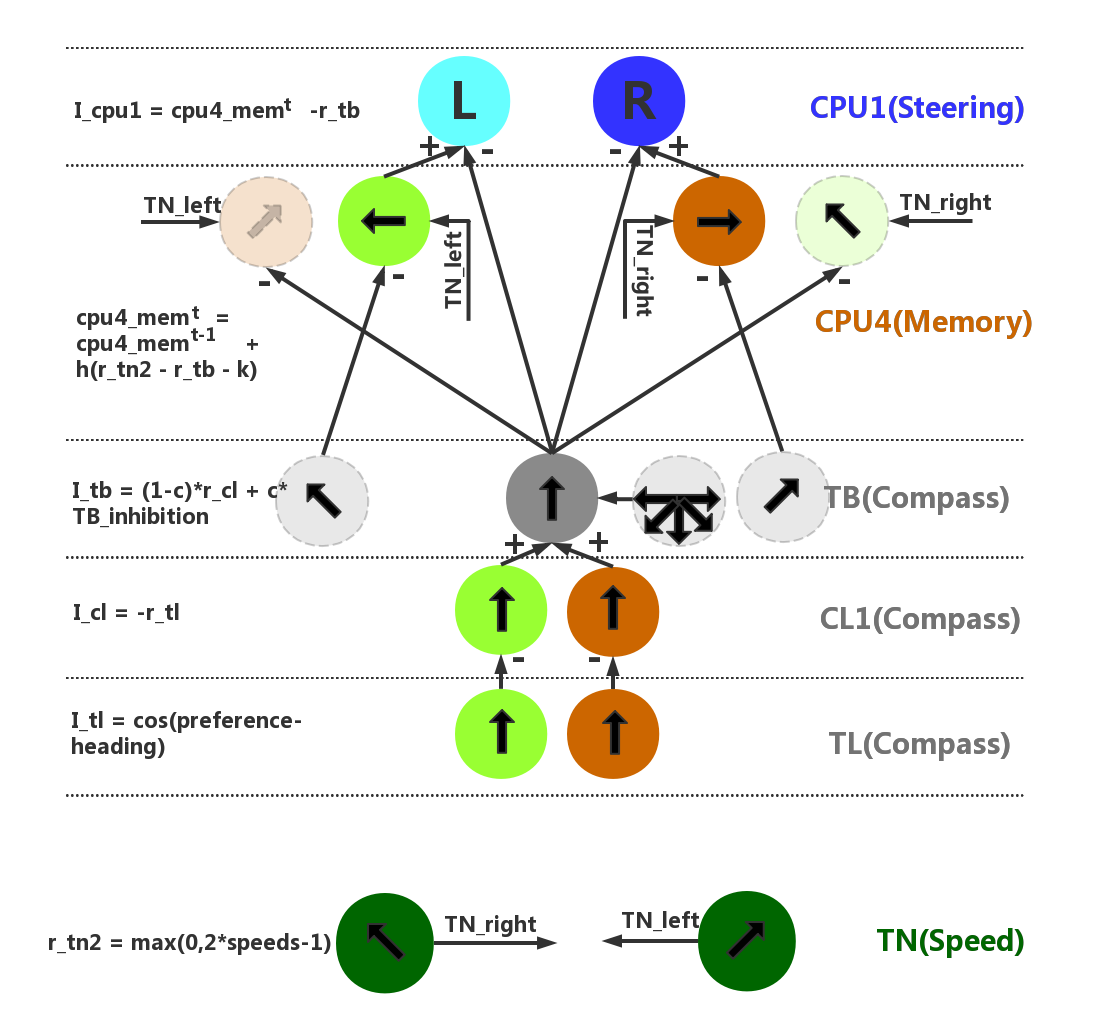 L
R
I_cpu1 = cpu4_mem^t -r_tb
CPU1(Steering)
+
-
-
+
TN_left
TN_right
TN_left
TN_right
-
-
-
-
cpu4_mem^t =
cpu4_mem^t-1 +
h(r_tn2 - r_tb - k)
CPU4(Memory)
I_tb = (1-c)*r_cl + c*
TB_inhibition
TB(Compass)
+
+
I_cl = -r_tl
CL1(Compass)
-
-
I_tl = cos(preference-
heading)
TL(Compass)
TN_right
TN_left
r_tn2 = max(0,2*speeds-1)
TN(Speed)